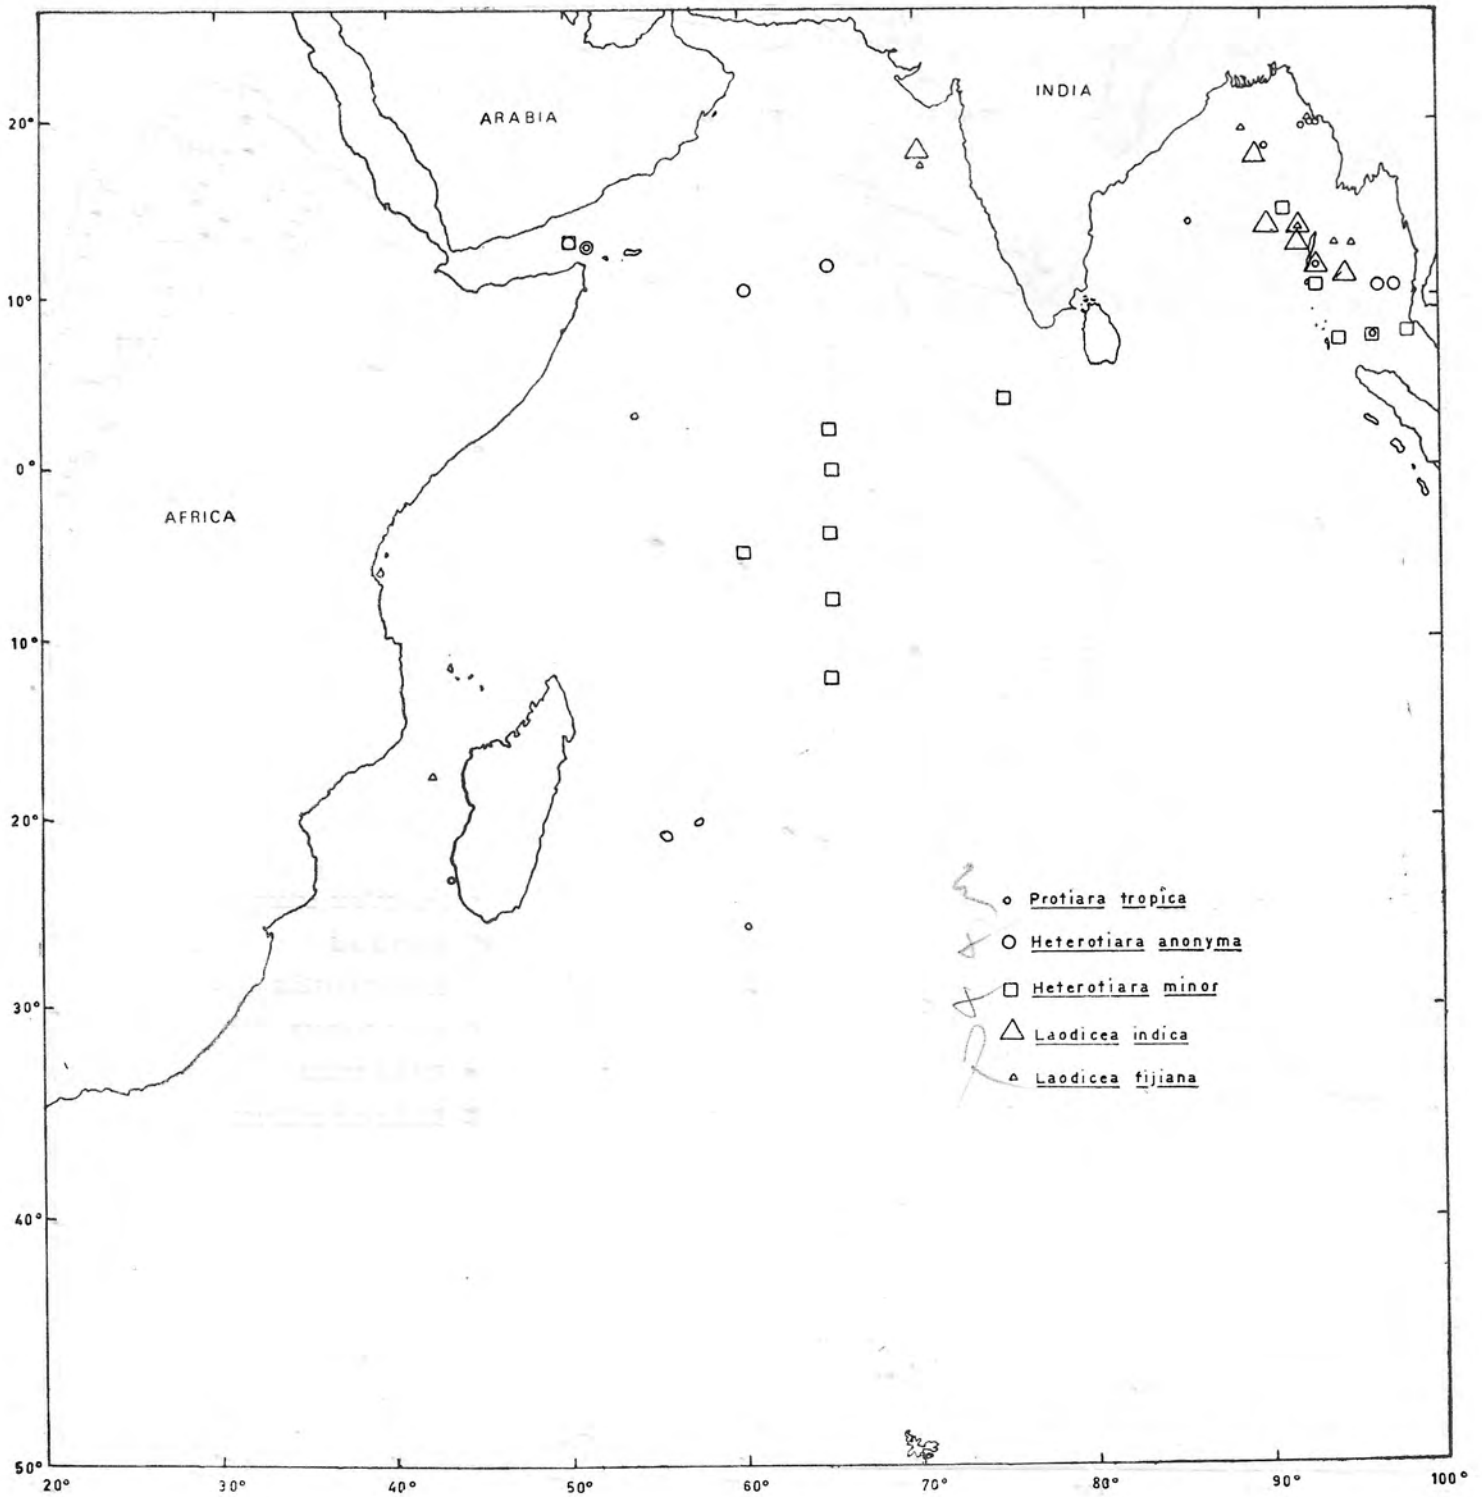 ARABIA
INDIA
20°
10°
0°
AFRICA
10°
20°
Protiara tropica
Heterotiara anonyma
Heterotiara minor
30°
Laodicea indica
Laodicea fijiana
40°
50°
20° 30° 40° 50° 60° 70° 80° 90° 100°